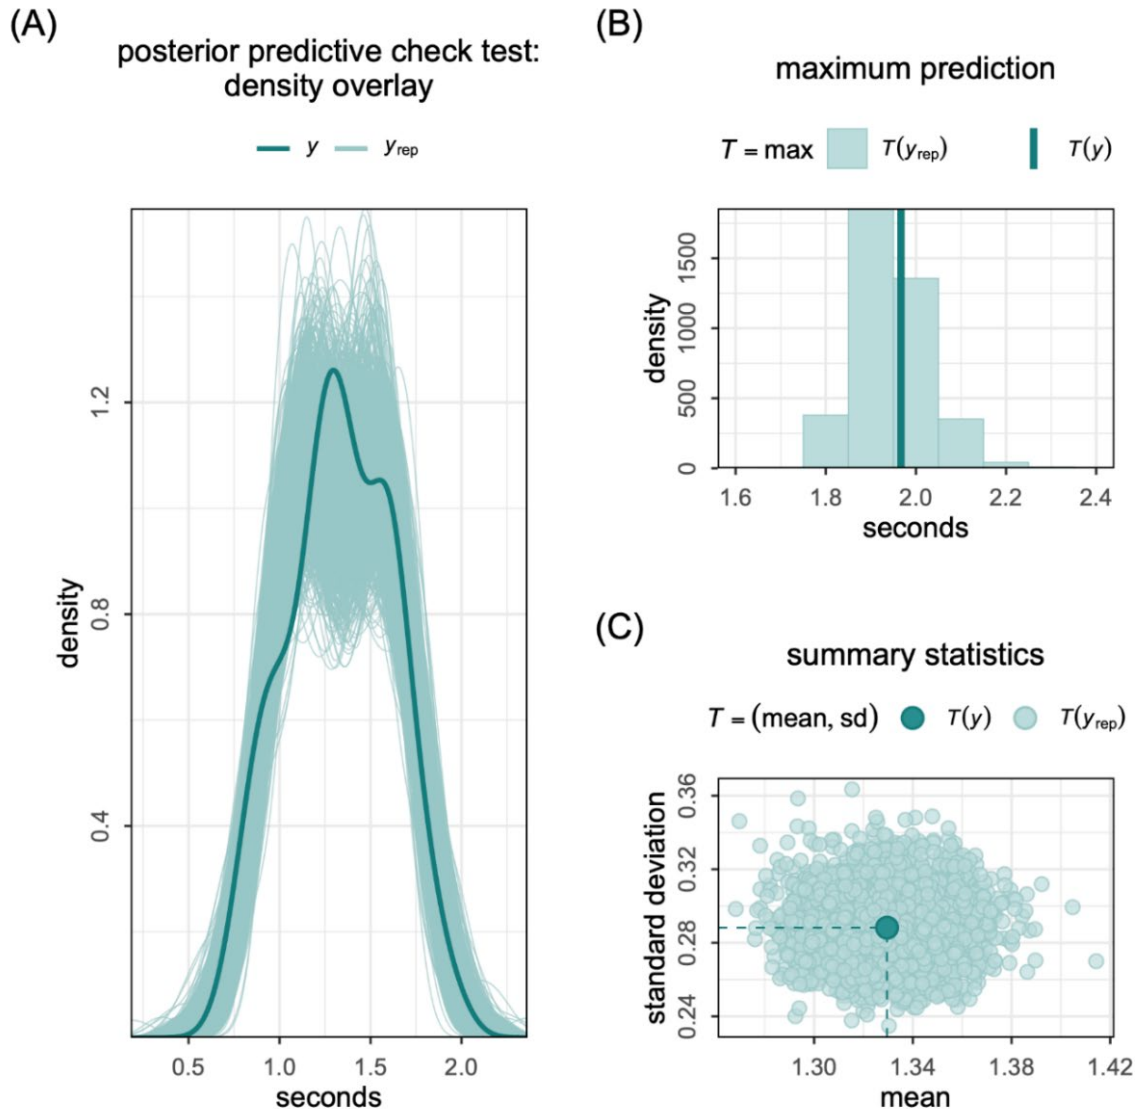 (A)
posterior predictive check test:
density overlay
y y_rep
density
1.2
0.8
0.4
0.5 1.0 1.5 2.0
seconds
(B)
maximum prediction
T = max T(y_rep) T(y)
density
1500
1000
500
0
1.6 1.8 2.0 2.2 2.4
seconds
(C)
summary statistics
T = (mean, sd) T(y) T(y_rep)
standard deviation
0.36
0.32
0.28
0.24
1.30 1.34 1.38 1.42
mean